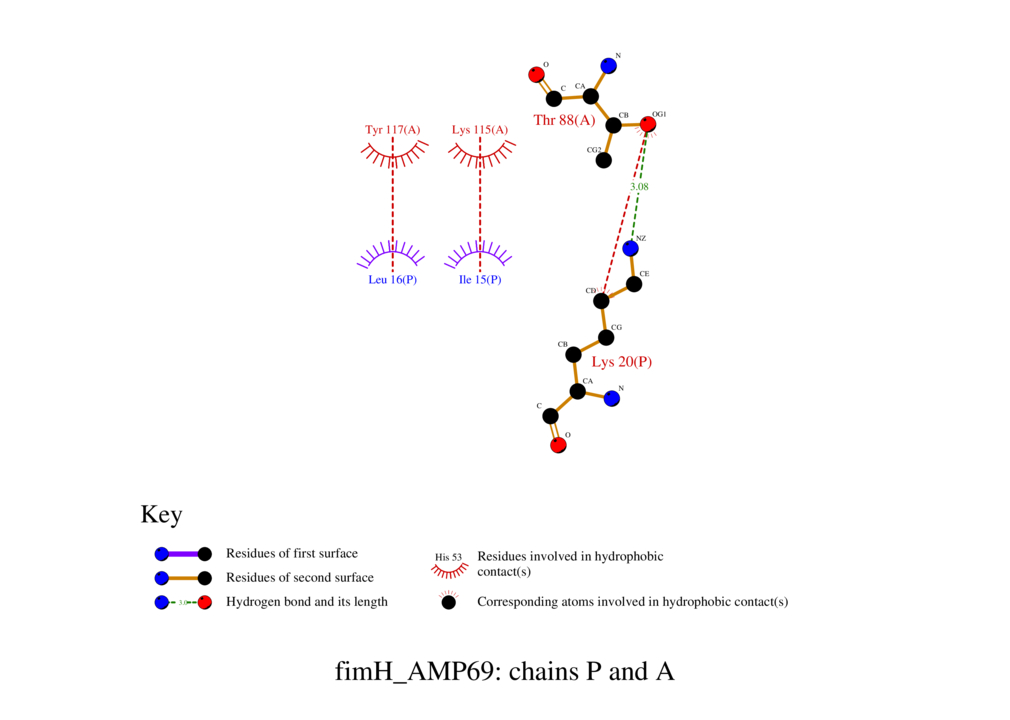 O
N
C
CA
Thr 88(A)
CB
OG1
CG2
Tyr 117(A)
Lys 115(A)
3.08
NZ
Leu 16(P)
Ile 15(P)
CE
CD
CG
CB
Lys 20(P)
CA
N
C
O
Key
Residues of first surface
Residues of second surface
3.0
Hydrogen bond and its length
His 53
Residues involved in hydrophobic
contact(s)
Corresponding atoms involved in hydrophobic contact(s)
fimH_AMP69: chains P and A